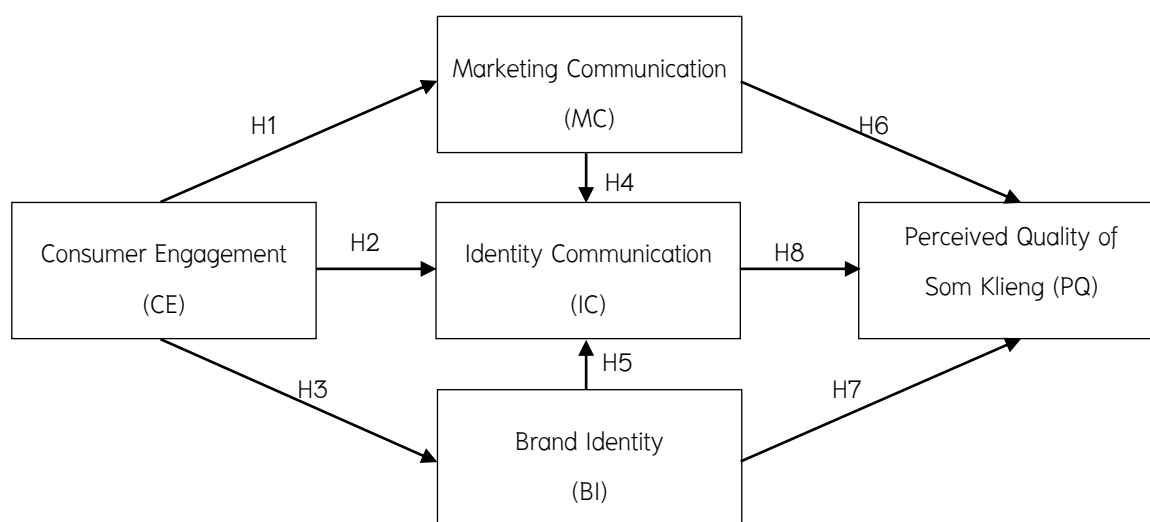 Marketing Communication
(MC)
H1
H6
H4
Consumer Engagement
(CE)
H2
Identity Communication
(IC)
H8
Perceived Quality of
Som Klieng (PQ)
H3
H5
H7
Brand Identity
(BI)